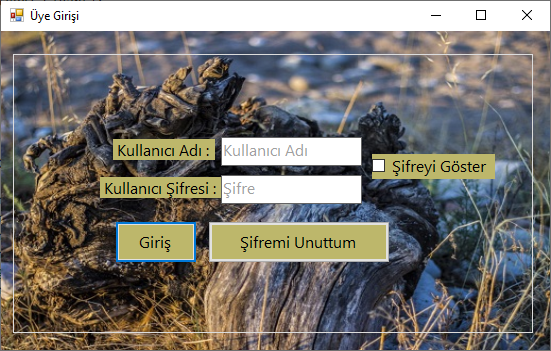 Üye Girişi
Kullanıcı Adı : Kullanıcı Adı
Şifreyi Göster
Kullanıcı Şifresi : Şifre
Giriş Şifremi Unuttum